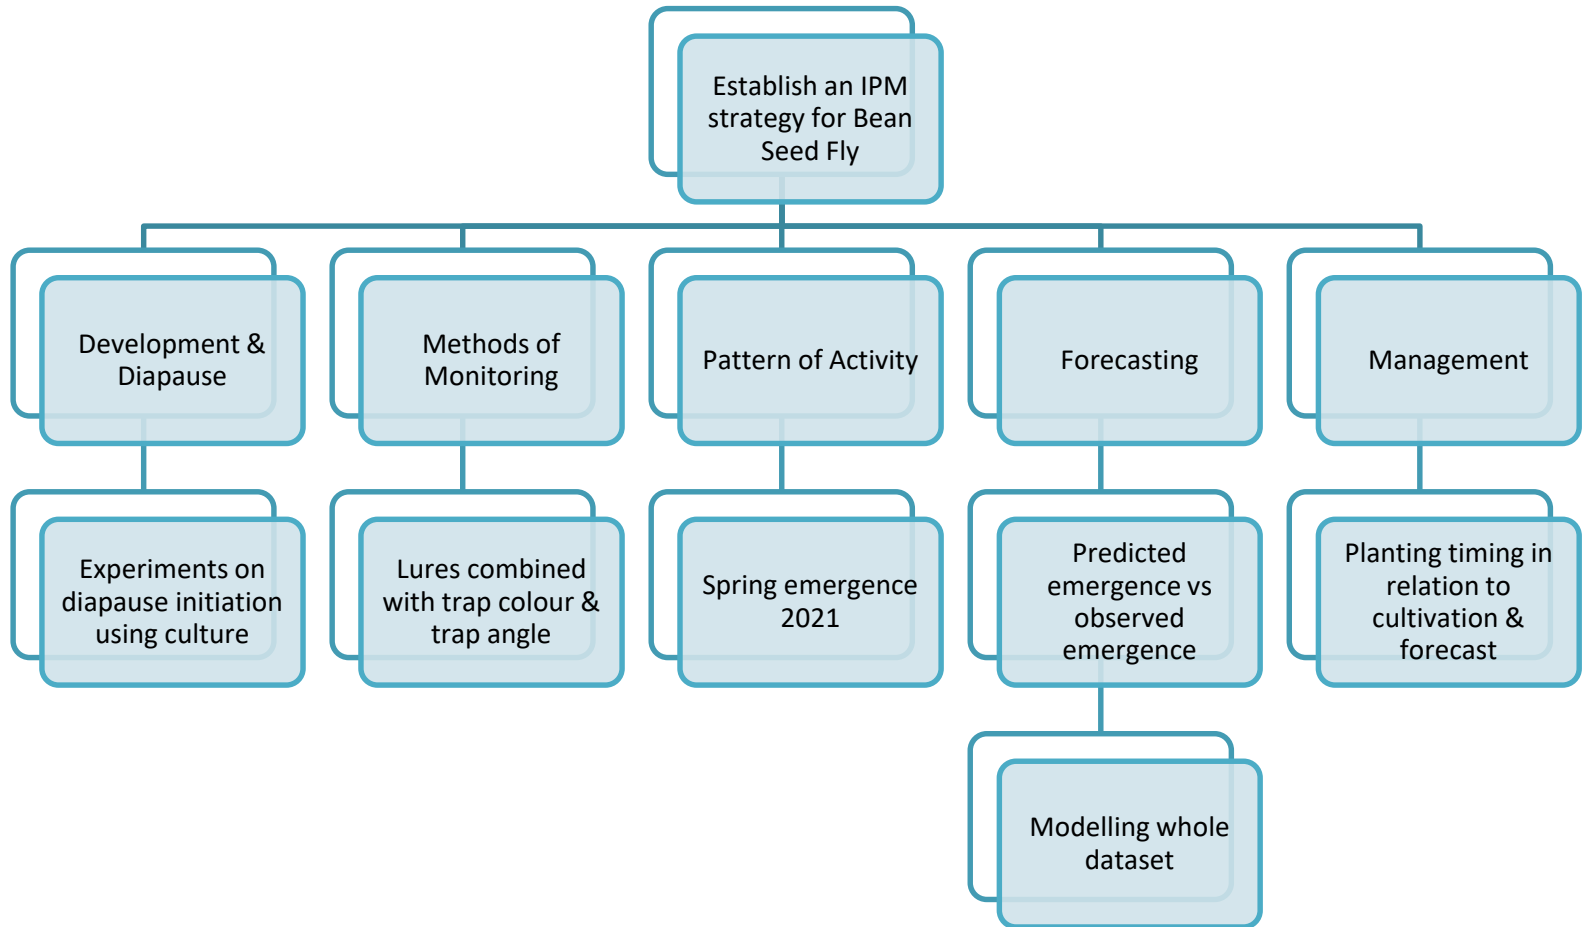 Establish an IPM
strategy for Bean
Seed Fly
Development &
Diapause
Methods of
Monitoring
Pattern of Activity
Forecasting
Management
Experiments on
diapause initiation
using culture
Lures combined
with trap colour &
trap angle
Spring emergence
2021
Predicted
emergence vs
observed
emergence
Planting timing in
relation to
cultivation &
forecast
Modelling whole
dataset